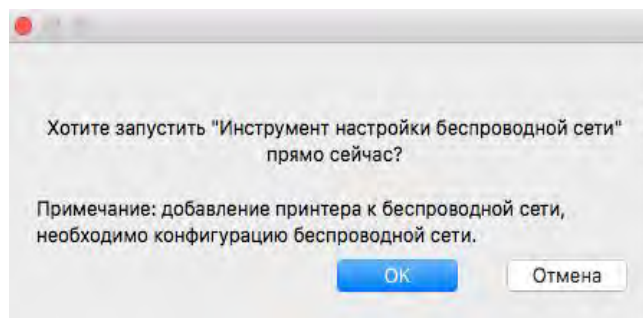 Хотите запустить "Инструмент настройки беспроводной сети"
прямо сейчас?
Примечание: добавление принтера к беспроводной сети,
необходимо конфигурацию беспроводной сети.
OK
Отмена